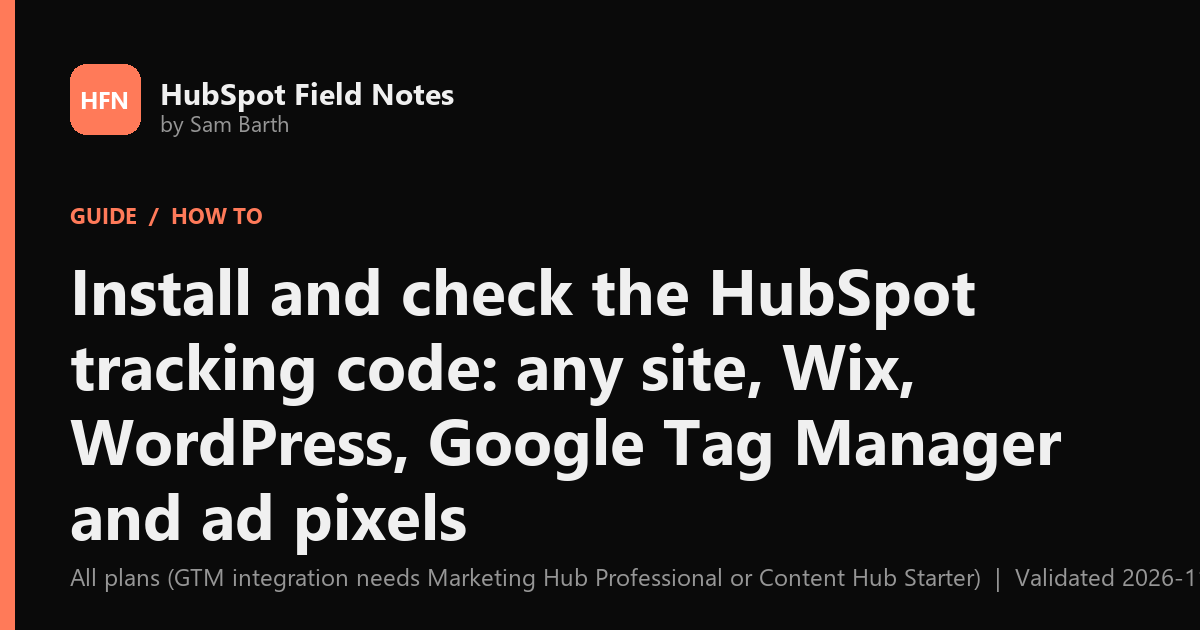 HFN
HubSpot Field Notes
by Sam Barth
GUIDE / HOW TO
Install and check the HubSpot
tracking code: any site, Wix,
WordPress, Google Tag Manager
and ad pixels
All plans (GTM integration needs Marketing Hub Professional or Content Hub Starter) | Validated 2026-1